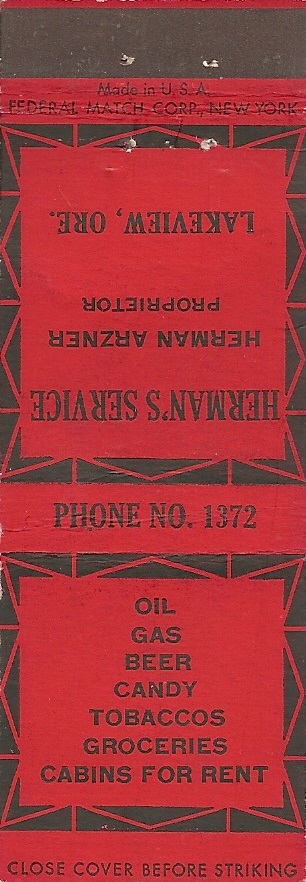 Made in U.S.A.
FEDERAL MATCH CORP., NEW YORK
HERMAN'S SERVICE
HERMAN ARZNER
PROPRIETOR
LAKEVIEW, ORE.
PHONE NO. 1372
OIL
GAS
BEER
CANDY
TOBACCOS
GROCERIES
CABINS FOR RENT
CLOSE COVER BEFORE STRIKING